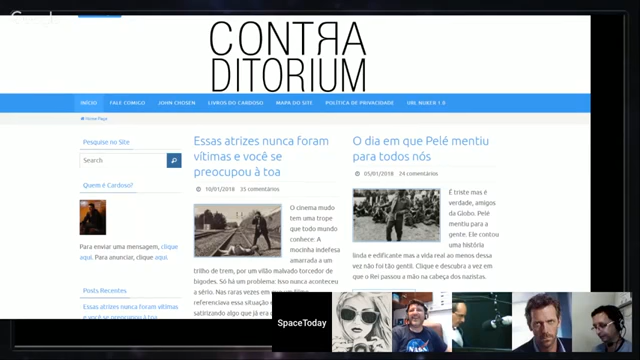 Google
CONTRA
DITORIUM
INÍCIO FALE COMIGO JOHN CHOSEN LIVROS DO CARDOSO MAPA DO SITE POLÍTICA DE PRIVACIDADE URL NUKER 1.0
Home Page
Pesquise no Site
Search
Quem é Cardoso?
Para enviar uma mensagem, clique
aqui. Para anunciar, clique aqui.
Posts Recentes
Essas atrizes nunca foram vítimas
e você se preocupou à toa
Essas atrizes nunca foram
vítimas e você se
preocupou à toa
10/01/2018 35 comentários
O cinema mudo
tem uma trope
que todo mundo
conhece: A
mocinha indefesa
amarrada a um
trilho de trem, por um vilão malvado torcedor de
bigodes. Só há um problema: Isso nunca aconteceu
a sério. Nas raras vezes em que um filme
referenciava essa situação
satirizando algo que já era
O dia em que Pelé mentiu
para todos nós
05/01/2018 24 comentários
É triste mas é
verdade, amigos
da Globo. Pelé
mentiu para a
gente. Ele contou
uma história
linda e edificante mas a vida real ao menos dessa
vez não foi tão gentil. Clique e descubra a vez em
que o Rei passou a mão na cabeça dos nazistas.
SpaceToday
NASA